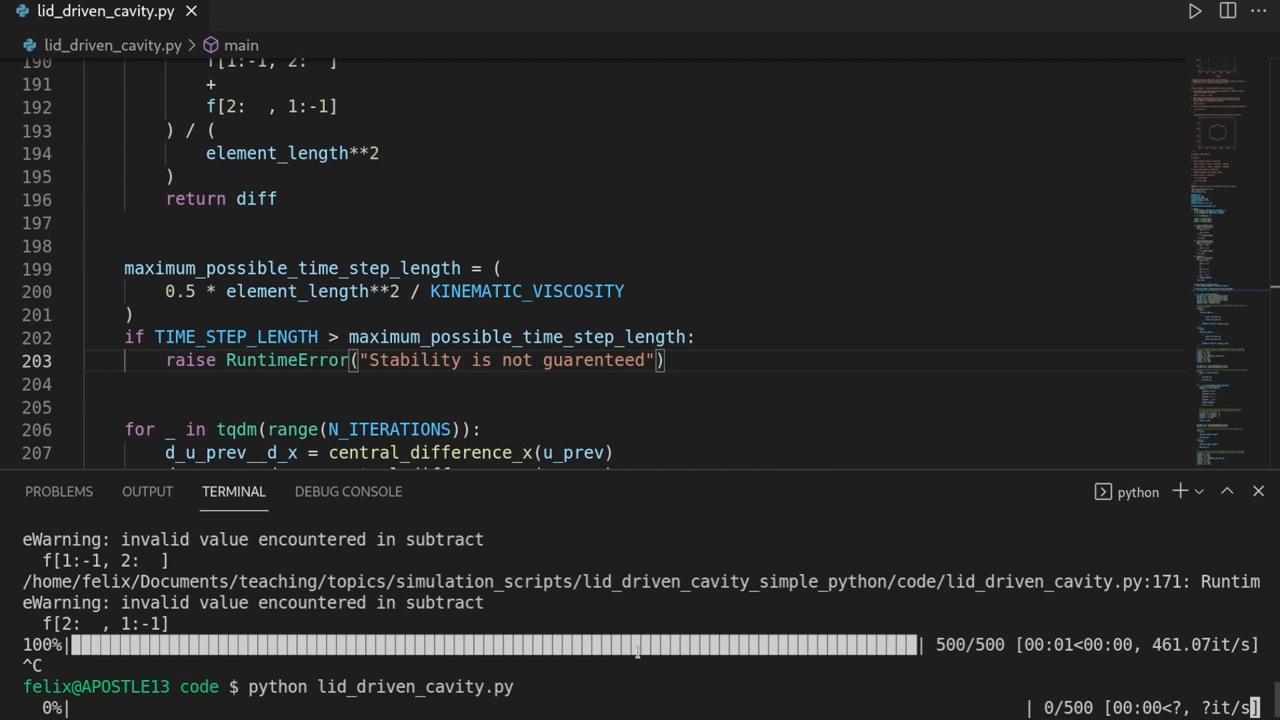 lid_driven_cavity.py
lid_driven_cavity.py > main
190 f[1:-1, 2:  ]
191 +
192 f[2:  , 1:-1]
193 ) / (
194 element_length**2
195 )
196 return diff
197
198
199 maximum_possible_time_step_length = (
200 0.5 * element_length**2 / KINEMATIC_VISCOSITY
201 )
202 if TIME_STEP_LENGTH > maximum_possible_time_step_length:
203 raise RuntimeError("Stability is not guarenteed")
204
205
206 for _ in tqdm(range(N_ITERATIONS)):
207 d_u_prev__d_x = central_difference_x(u_prev)
PROBLEMS OUTPUT TERMINAL DEBUG CONSOLE python
eWarning: invalid value encountered in subtract
f[1:-1, 2:  ]
/home/felix/Documents/teaching/topics/simulation_scripts/lid_driven_cavity_simple_python/code/lid_driven_cavity.py:171: Runtim
eWarning: invalid value encountered in subtract
f[2:  , 1:-1]
100%| | 500/500 [00:01<00:00, 461.07it/s]
^C
felix@APOSTLE13 code $ python lid_driven_cavity.py
0%| | 0/500 [00:00<?, ?it/s]